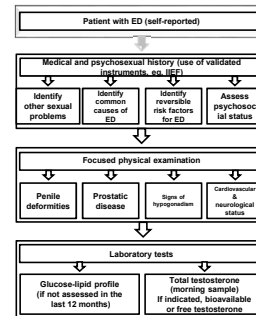 Patient with ED (self-reported)
Medical and psychosexual history (use of validated
instruments, eg. IIEF)
Identify
other sexual
problems
Identify
common
causes of
ED
Identify
reversible
risk factors
for ED
Assess
psychosoc
ial status
Focused physical examination
Penile
deformities
Prostatic
disease
Signs of
hypogonadism
Cardiovascular
&
neurological
status
Laboratory tests
Glucose-lipid profile
(if not assessed in the
last 12 months)
Total testosterone
(morning sample)
If indicated, bioavailable
or free testosterone